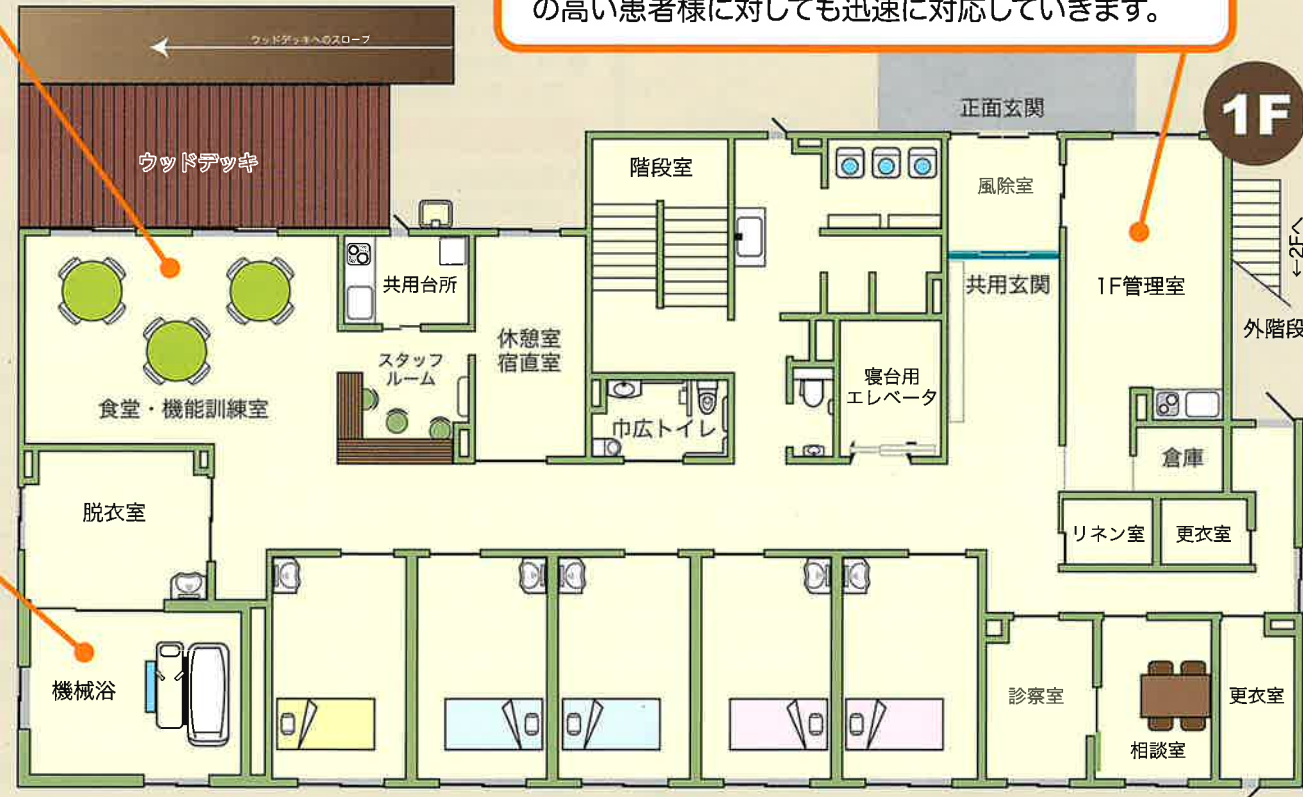 の高い患者様に対しても迅速に対応していきます。
ウッドデッキへのスロープ
正面玄関
1F
ウッドデッキ
階段室
風除室
←2Fへ
共用台所
共用玄関
1F管理室
外階段
休憩室
宿直室
スタッフ
ルーム
寝台用
エレベータ
食堂・機能訓練室
巾広トイレ
倉庫
脱衣室
リネン室
更衣室
機械浴
診察室
相談室
更衣室